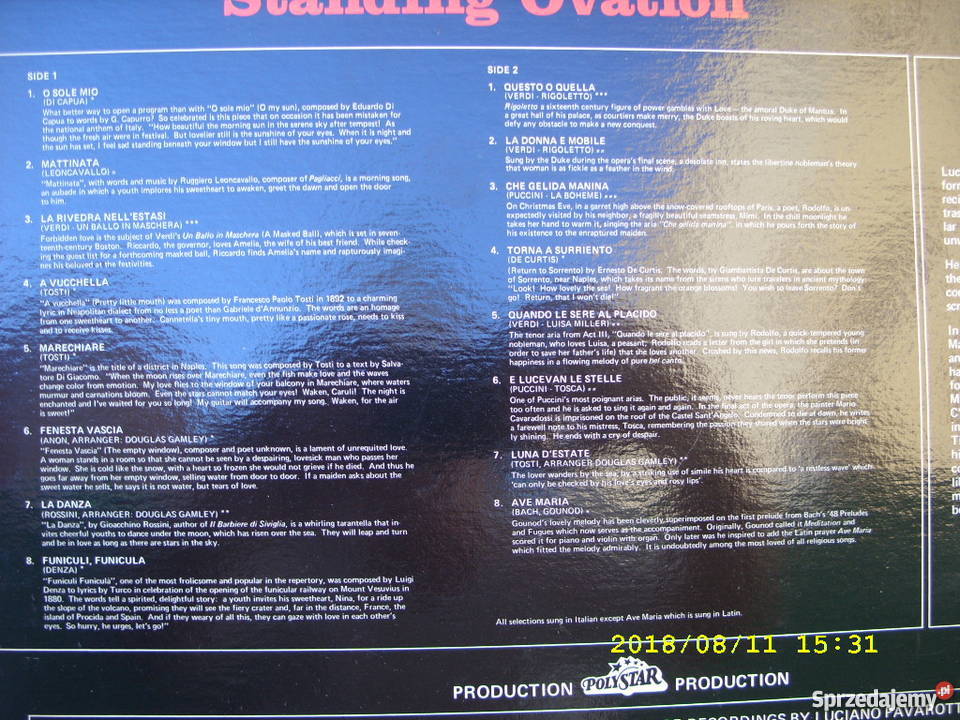 Standing Ovation
SIDE 1
1. O SOLE MIO
(DI CAPUA) *
What better way to open a program than with "O sole mio" (O my sun), composed by Eduardo Di
Capua to words by G. Capurro? So celebrated is this piece that on occasion it has been mistaken for
the national anthem of Italy. "How beautiful the morning sun in the serene sky after tempest! As
though the fresh air were in festival. But lovelier still is the sunshine of your eyes. When it is night and
the sun has set, I feel sad standing beneath your window but I still have the sunshine of your eyes."
2. MATTINATA
(LEONCAVALLO) *
"Mattinata", with words and music by Ruggiero Leoncavallo, composer of Pagliacci, is a morning song,
an aubade in which a youth implores his sweetheart to awaken, greet the dawn and open the door
to him.
3. LA RIVEDRA NELL'ESTASI
(VERDI - UN BALLO IN MASCHERA) ***
Forbidden love is the subject of Verdi's Un Ballo in Maschera (A Masked Ball), which is set in seven-
teenth-century Boston. Riccardo, the governor, loves Amelia, the wife of his best friend. While check-
ing the guest list for a forthcoming masked ball, Riccardo finds Amelia's name and rapturously imagi-
nes his beloved at the festivities.
4. A VUCCHELLA
(TOSTI) *
"A vucchella" (Pretty little mouth) was composed by Francesco Paolo Tosti in 1892 to a charming
lyric in Neapolitan dialect from no less a poet than Gabriele d'Annunzio. The words are an homage
from one sweetheart to another: Cannetella's tiny mouth, pretty like a passionate rose, needs to kiss
and to receive kisses.
5. MARECHIARE
(TOSTI) *
"Marechiare" is the title of a district in Naples. This song was composed by Tosti to a text by Salva-
tore Di Giacomo. "When the moon rises over Marechiare, even the fish make love and the waves
change color from emotion. My love flies to the window of your balcony in Marechiare, where waters
murmur and carnations bloom. Even the stars cannot match your eyes! Waken, Caruli! The night is
enchanted and I've waited for you so long! My guitar will accompany my song. Waken, for the air
is sweet!"
6. FENESTA VASCIA
(ANON, ARRANGER: DOUGLAS GAMLEY) *
"Fenesta Vascia" (The empty window), composer and poet unknown, is a lament of unrequited love.
A woman stands in a room so that she cannot be seen by a despairing, lovesick man who passes her
window. She is cold like the snow, with a heart so frozen she would not grieve if he died. And thus he
goes far away from her empty window, selling water from door to door. If a maiden asks about the
sweet water he sells, he says it is not water, but tears of love.
7. LA DANZA
(ROSSINI, ARRANGER: DOUGLAS GAMLEY) **
"La Danza", by Gioacchino Rossini, author of Il Barbiere di Siviglia, is a whirling tarantella that in-
vites cheerful youths to dance under the moon, which has risen over the sea. They will leap and turn
and be in love as long as there are stars in the sky.
8. FUNICULI, FUNICULA
(DENZA) *
"Funiculi Funiculà", one of the most frolicsome and popular in the repertory, was composed by Luigi
Denza to lyrics by Turco in celebration of the opening of the funicular railway on Mount Vesuvius in
1880. The words tell a spirited, delightful story: a youth invites his sweetheart, Nina, for a ride up
the slope of the volcano, promising they will see the fiery crater and, far in the distance, France, the
island of Procida and Spain. And if they weary of all this, they can gaze with love in each other's
eyes. So hurry, he urges, let's go!"
SIDE 2
1. QUESTO O QUELLA
(VERDI - RIGOLETTO) ***
Rigoletto a sixteenth century figure of power gambles with Love — the amoral Duke of Mantua. In
a great hall of his palace, as courtiers make merry, the Duke boasts of his roving heart, which would
defy any obstacle to make a new conquest.
2. LA DONNA E MOBILE
(VERDI - RIGOLETTO) **
Sung by the Duke during the opera's final scene, a desolate inn, states the libertine nobleman's theory
that woman is as fickle as a feather in the wind.
3. CHE GELIDA MANINA
(PUCCINI - LA BOHEME) ***
On Christmas Eve, in a garret high above the snow-covered rooftops of Paris, a poet, Rodolfo, is un-
expectedly visited by his neighbor, a fragilly beautiful seamstress, Mimi. In the chill moonlight he
takes her hand to warm it, singing the aria "Che gelida manina", in which he pours forth the story of
his existence to the enraptured maiden.
4. TORNA A SURRIENTO
(DE CURTIS) *
(Return to Sorrento) by Ernesto De Curtis. The words, by Giambattista De Curtis, are about the town
of Sorrento, near Naples, which takes its name from the sirens who lure travelers in ancient mythology:
"Look! How lovely the sea! How fragrant the orange blossoms! You wish to leave Sorrento? Don't
go! Return, that I won't die!"
5. QUANDO LE SERE AL PLACIDO
(VERDI - LUISA MILLER) **
The tenor aria from Act III, "Quando le sere al placido", is sung by Rodolfo, a quick-tempered young
nobleman, who loves Luisa, a peasant; Rodolfo reads a letter from the girl in which she pretends (in
order to save her father's life) that she loves another. Crushed by this news, Rodolfo recalls his former
happiness in a flowing melody of pure bel canto.
6. E LUCEVAN LE STELLE
(PUCCINI - TOSCA) **
One of Puccini's most poignant arias. The public, it seems, never hears the tenor perform this piece
too often and he is asked to sing it again and again. In the final act of the opera, the painter Mario
Cavaradossi is imprisoned on the roof of the Castel Sant'Angelo. Condemned to die at dawn, he writes
a farewell note to his mistress, Tosca, remembering the passion they shared when the stars were bright-
ly shining. He ends with a cry of despair.
7. LUNA D'ESTATE
(TOSTI, ARRANGER DOUGLAS GAMLEY) **
The lover wanders by the sea; by a striking use of simile his heart is compared to 'a restless wave' which
'can only be checked by his love's eyes and rosy lips'.
8. AVE MARIA
(BACH, GOUNOD) *
Gounod's lovely melody has been cleverly superimposed on the first prelude from Bach's '48 Preludes
and Fugues which now serves as the accompaniment. Originally, Gounod called it Meditation and
scored it for piano and violin with organ. Only later was he inspired to add the Latin prayer Ave Maria
which fitted the melody admirably. It is undoubtedly among the most loved of all religious songs.
All selections sung in Italian except Ave Maria which is sung in Latin.
2018/08/11 15:31
PRODUCTION POLYSTAR PRODUCTION
RECORDINGS BY LUCIANO PAVAROTT
Sprzedajemy.pl